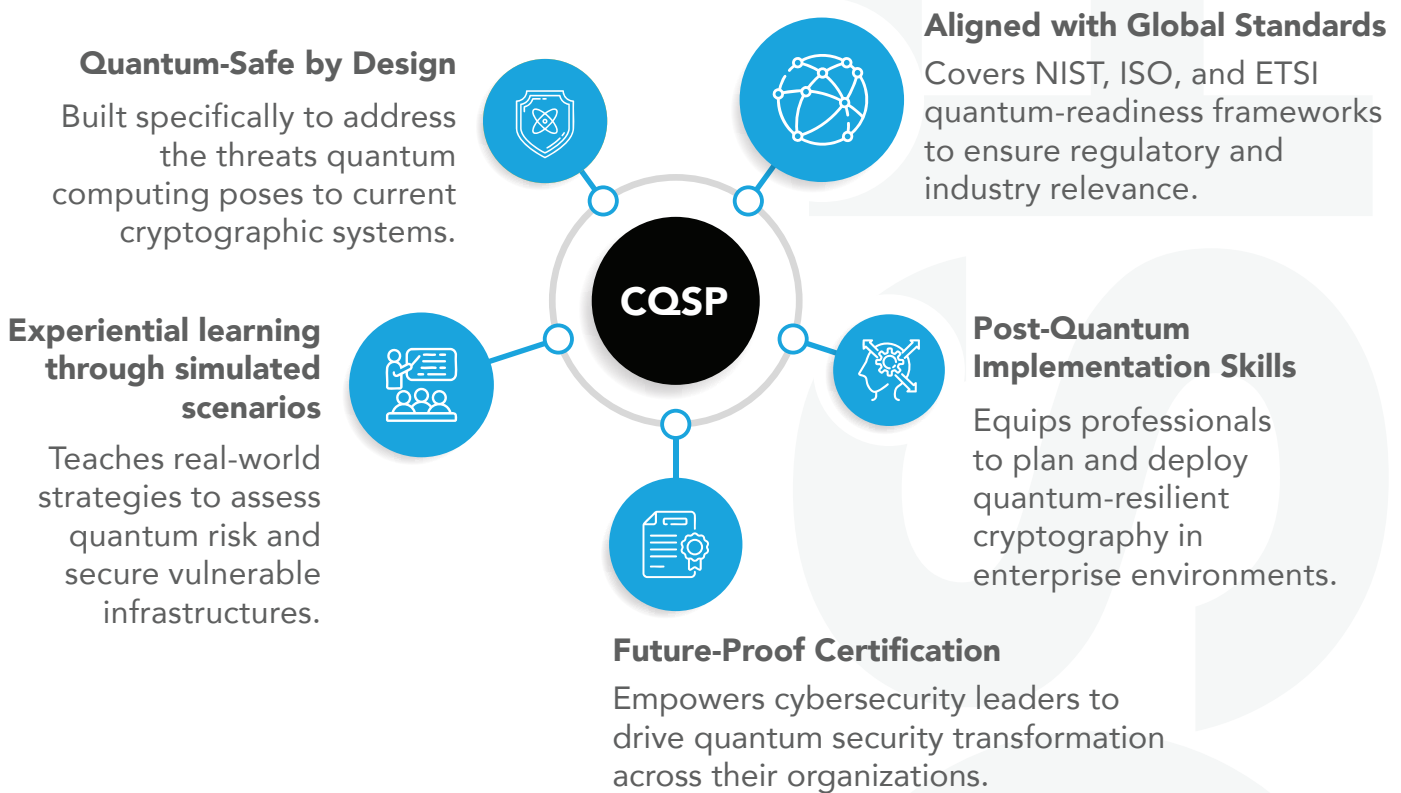 Quantum-Safe by Design
Built specifically to address
the threats quantum
computing poses to current
cryptographic systems.
Aligned with Global Standards
Covers NIST, ISO, and ETSI
quantum-readiness frameworks
to ensure regulatory and
industry relevance.
CQSP
Experiential learning
through simulated
scenarios
Teaches real-world
strategies to assess
quantum risk and
secure vulnerable
infrastructures.
Post-Quantum
Implementation Skills
Equips professionals
to plan and deploy
quantum-resilient
cryptography in
enterprise environments.
Future-Proof Certification
Empowers cybersecurity leaders to
drive quantum security transformation
across their organizations.